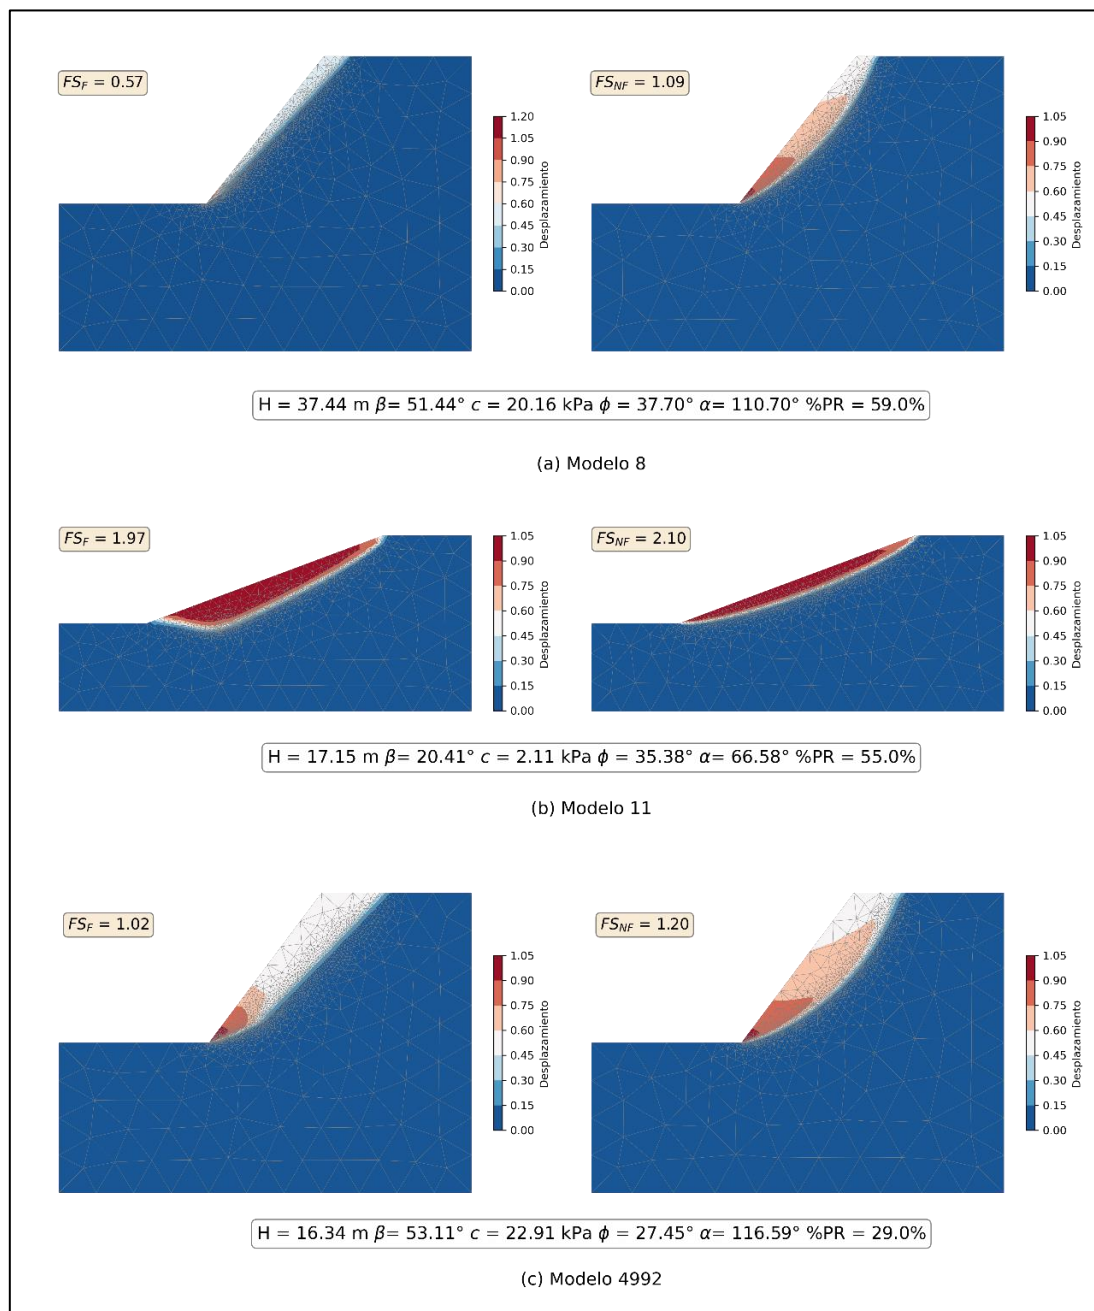 FS_F = 0.57
1.20
1.05
0.90
0.75
0.60
0.45
0.30
0.15
0.00
Desplazamiento
FS_NF = 1.09
1.05
0.90
0.75
0.60
0.45
0.30
0.15
0.00
Desplazamiento
H = 37.44 m β= 51.44° c = 20.16 kPa ϕ = 37.70° α= 110.70° %PR = 59.0%
(a) Modelo 8
FS_F = 1.97
1.05
0.90
0.75
0.60
0.45
0.30
0.15
0.00
Desplazamiento
FS_NF = 2.10
1.05
0.90
0.75
0.60
0.45
0.30
0.15
0.00
Desplazamiento
H = 17.15 m β= 20.41° c = 2.11 kPa ϕ = 35.38° α= 66.58° %PR = 55.0%
(b) Modelo 11
FS_F = 1.02
1.05
0.90
0.75
0.60
0.45
0.30
0.15
0.00
Desplazamiento
FS_NF = 1.20
1.05
0.90
0.75
0.60
0.45
0.30
0.15
0.00
Desplazamiento
H = 16.34 m β= 53.11° c = 22.91 kPa ϕ = 27.45° α= 116.59° %PR = 29.0%
(c) Modelo 4992